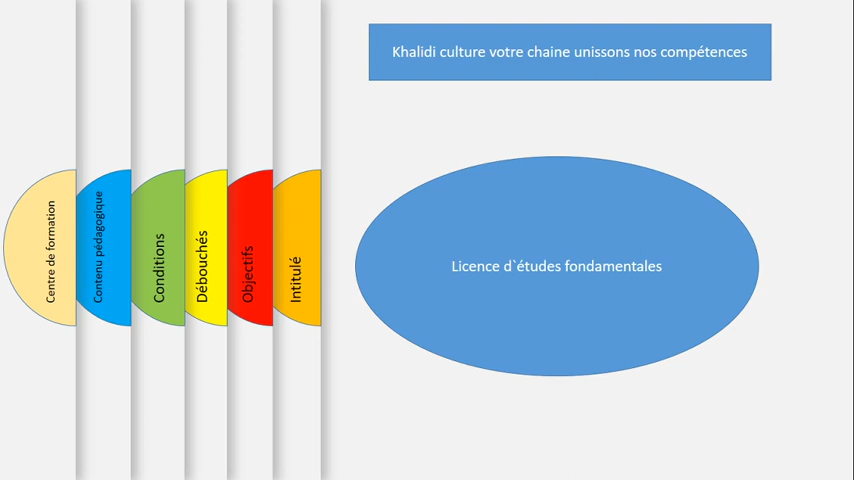 Khalidi culture votre chaine unissons nos compétences
Centre de formation
Contenu pédagogique
Conditions
Débouchés
Objectifs
Intitulé
Licence d`études fondamentales